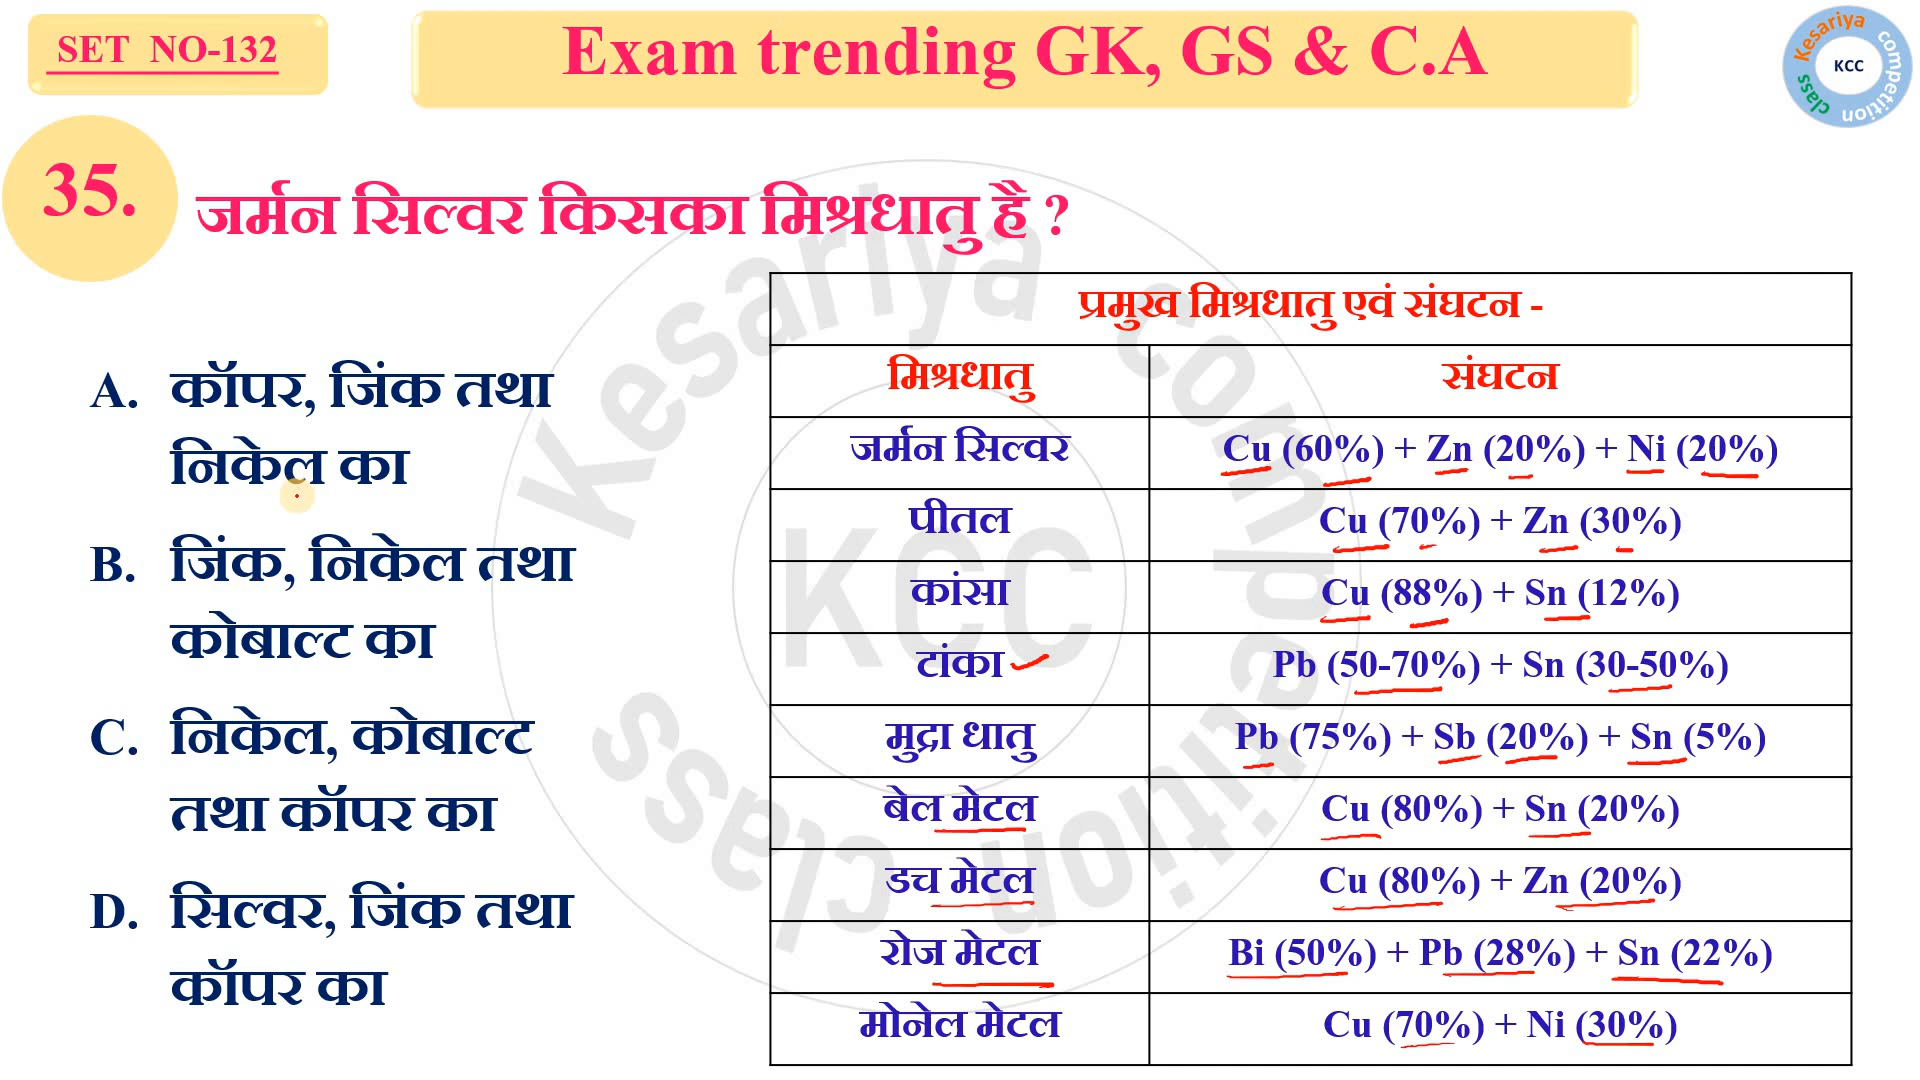 SET NO-132
Exam trending GK, GS & C.A
Kesariya competition class
KCC
35.
जर्मन सिल्वर किसका मिश्रधातु है ?
A. कॉपर, जिंक तथा
निकेल का
B. जिंक, निकेल तथा
कोबाल्ट का
C. निकेल, कोबाल्ट
तथा कॉपर का
D. सिल्वर, जिंक तथा
कॉपर का
प्रमुख मिश्रधातु एवं संघटन -
मिश्रधातु संघटन
जर्मन सिल्वर Cu (60%) + Zn (20%) + Ni (20%)
पीतल Cu (70%) + Zn (30%)
कांसा Cu (88%) + Sn (12%)
टांका Pb (50-70%) + Sn (30-50%)
मुद्रा धातु Pb (75%) + Sb (20%) + Sn (5%)
बेल मेटल Cu (80%) + Sn (20%)
डच मेटल Cu (80%) + Zn (20%)
रोज मेटल Bi (50%) + Pb (28%) + Sn (22%)
मोनेल मेटल Cu (70%) + Ni (30%)
Kesariya competition class
KCC